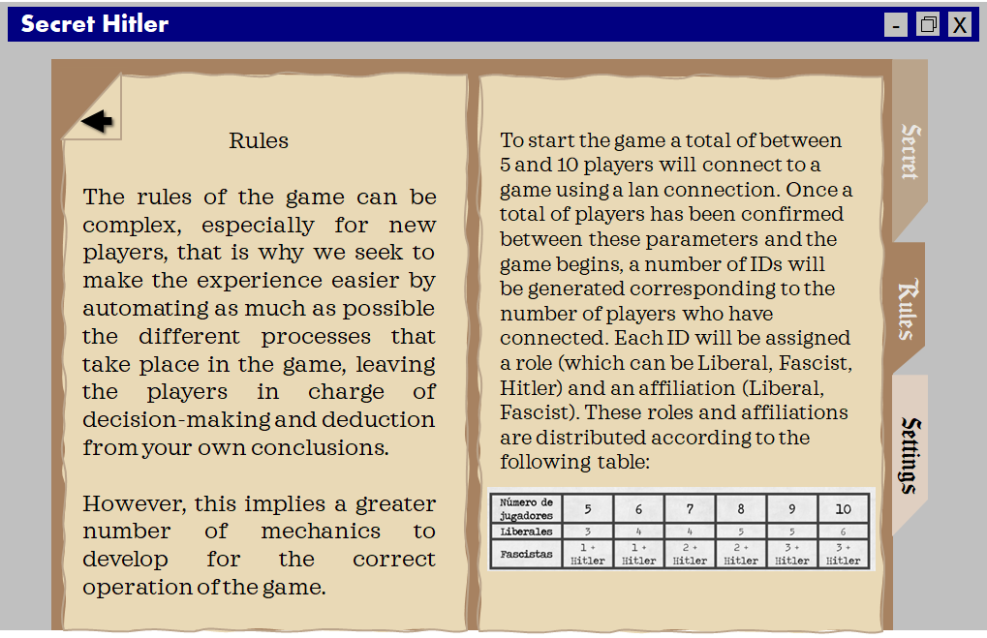 Secret Hitler
- X
Rules
The rules of the game can be
complex, especially for new
players, that is why we seek to
make the experience easier by
automating as much as possible
the different processes that
take place in the game, leaving
the players in charge of
decision-making and deduction
from your own conclusions.
However, this implies a greater
number of mechanics to
develop for the correct
operation of the game.
To start the game a total of between
5 and 10 players will connect to a
game using a lan connection. Once a
total of players has been confirmed
between these parameters and the
game begins, a number of IDs will
be generated corresponding to the
number of players who have
connected. Each ID will be assigned
a role (which can be Liberal, Fascist,
Hitler) and an affiliation (Liberal,
Fascist). These roles and affiliations
are distributed according to the
following table:
Número de jugadores 5 6 7 8 9 10
Liberales 3 4 4 5 5 6
Fascistas 1 + Hitler 1 + Hitler 2 + Hitler 2 + Hitler 3 + Hitler 3 + Hitler
Secret
Rules
Settings